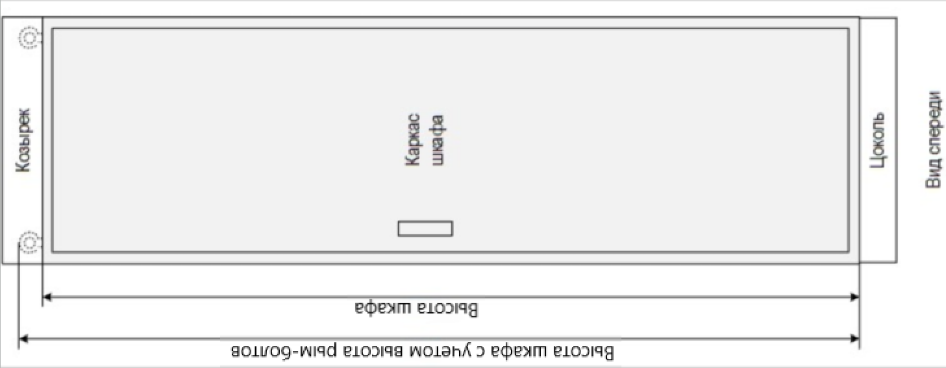 Козырек
Каркас
шкафа
Цоколь
Вид спереди
Высота шкафа
Высота шкафа с учетом высота рым-болтов